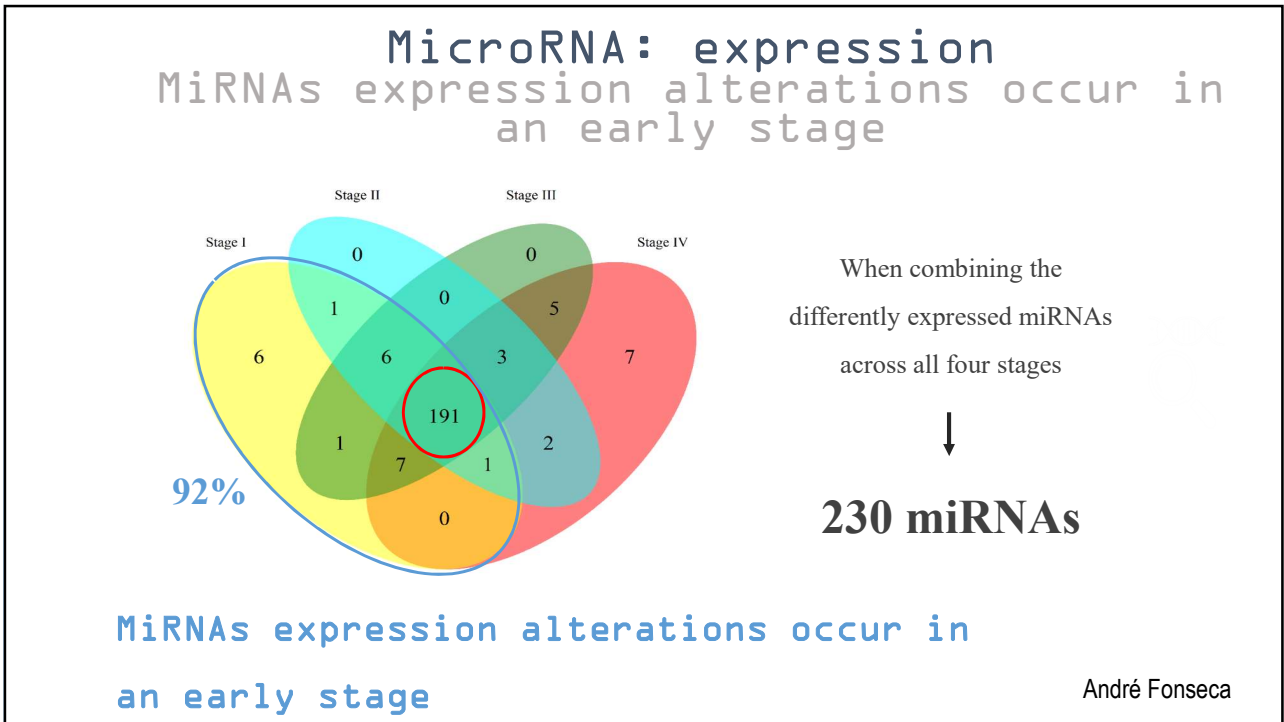 MicroRNA: expression
MiRNAs expression alterations occur in
an early stage
Stage II
Stage III
Stage I
Stage IV
0
0
1
0
5
6
6
3
7
191
1
7
1
2
0
92%
When combining the
differently expressed miRNAs
across all four stages
230 miRNAs
MiRNAs expression alterations occur in
an early stage
André Fonseca